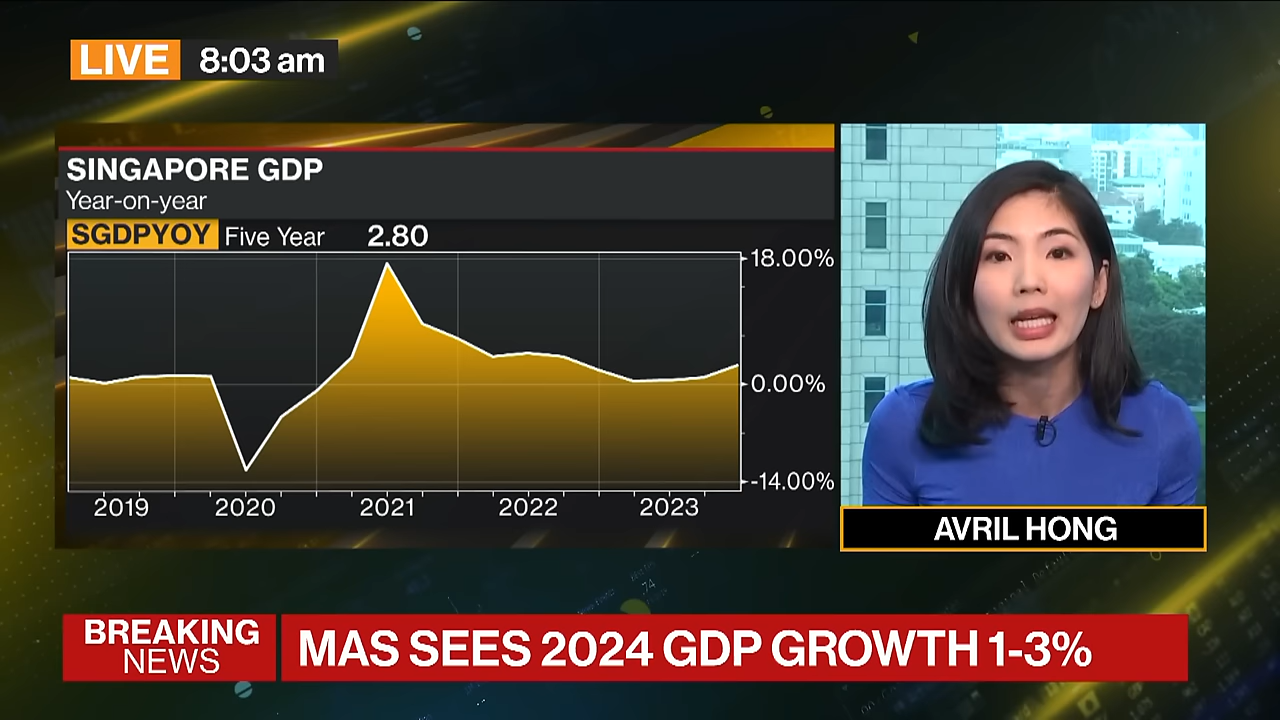 LIVE 8:03 am
SINGAPORE GDP
Year-on-year
SGDPYOY Five Year 2.80
18.00%
0.00%
-14.00%
2019 2020 2021 2022 2023
AVRIL HONG
BREAKING
NEWS
MAS SEES 2024 GDP GROWTH 1-3%